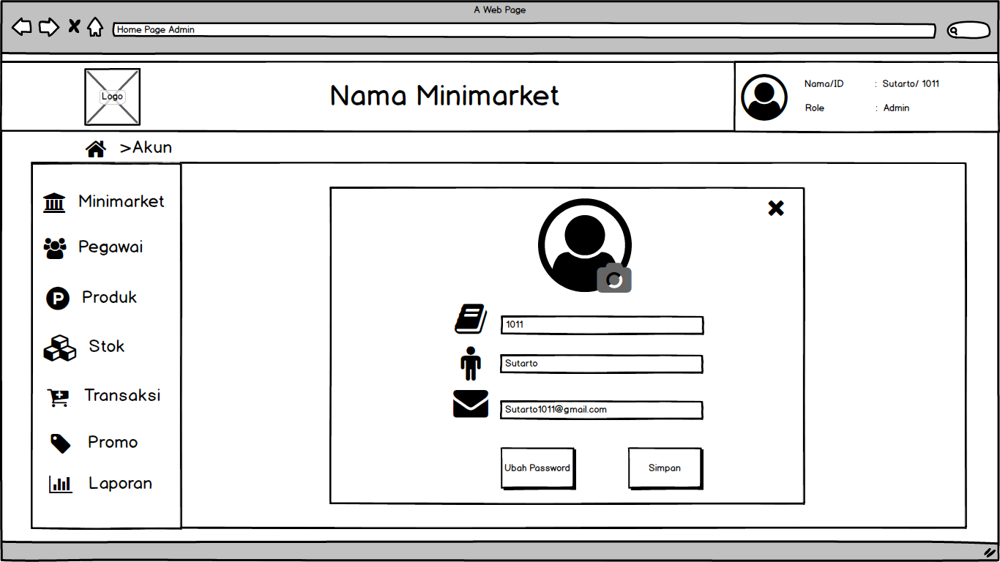 A Web Page
Home Page Admin
Logo
Nama Minimarket
Nama/ID : Sutarto/ 1011
Role : Admin
>Akun
Minimarket
Pegawai
P
Produk
Stok
Transaksi
Promo
Laporan
1011
Sutarto
Sutarto1011@gmail.com
Ubah Password
Simpan